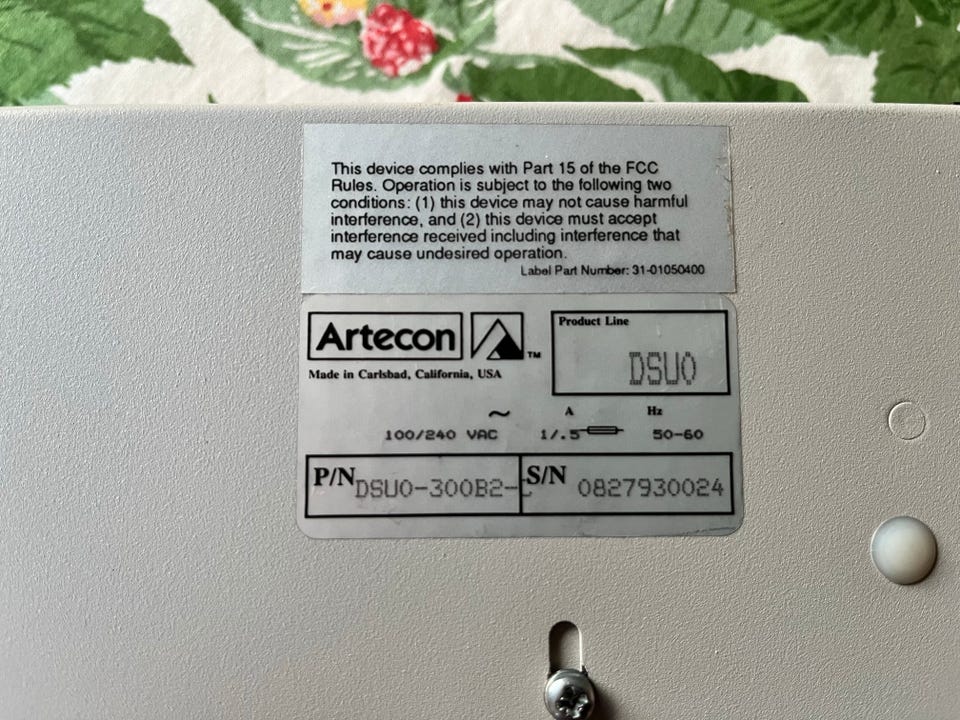 This device complies with Part 15 of the FCC
Rules. Operation is subject to the following two
conditions: (1) this device may not cause harmful
interference, and (2) this device must accept
interference received including interference that
may cause undesired operation.
Label Part Number: 31-01050400
Artecon ™
Product Line
DSU0
Made in Carlsbad, California, USA
~ A Hz
100/240 VAC 1/.5 50-60
P/N DSU0-300B2- S/N 0827930024